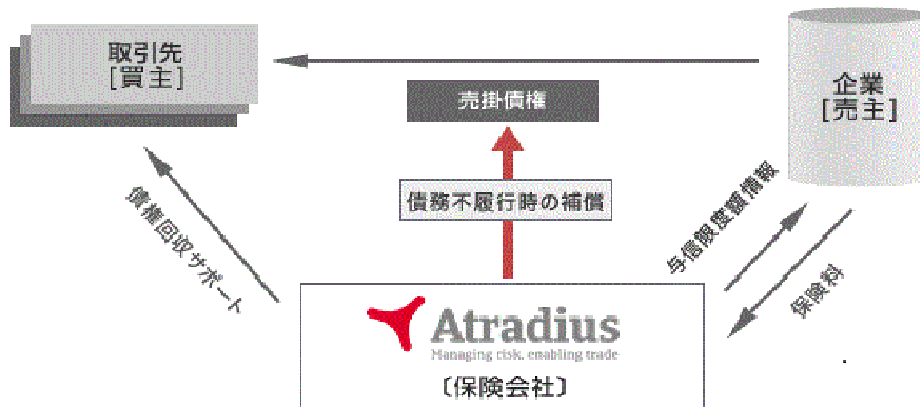 取引先
[買主]
企業
[売主]
売掛債権
債務不履行時の補償
債権回収サポート
与信限度額情報
保険料
Atradius
Managing risk, enabling trade
〔保険会社〕